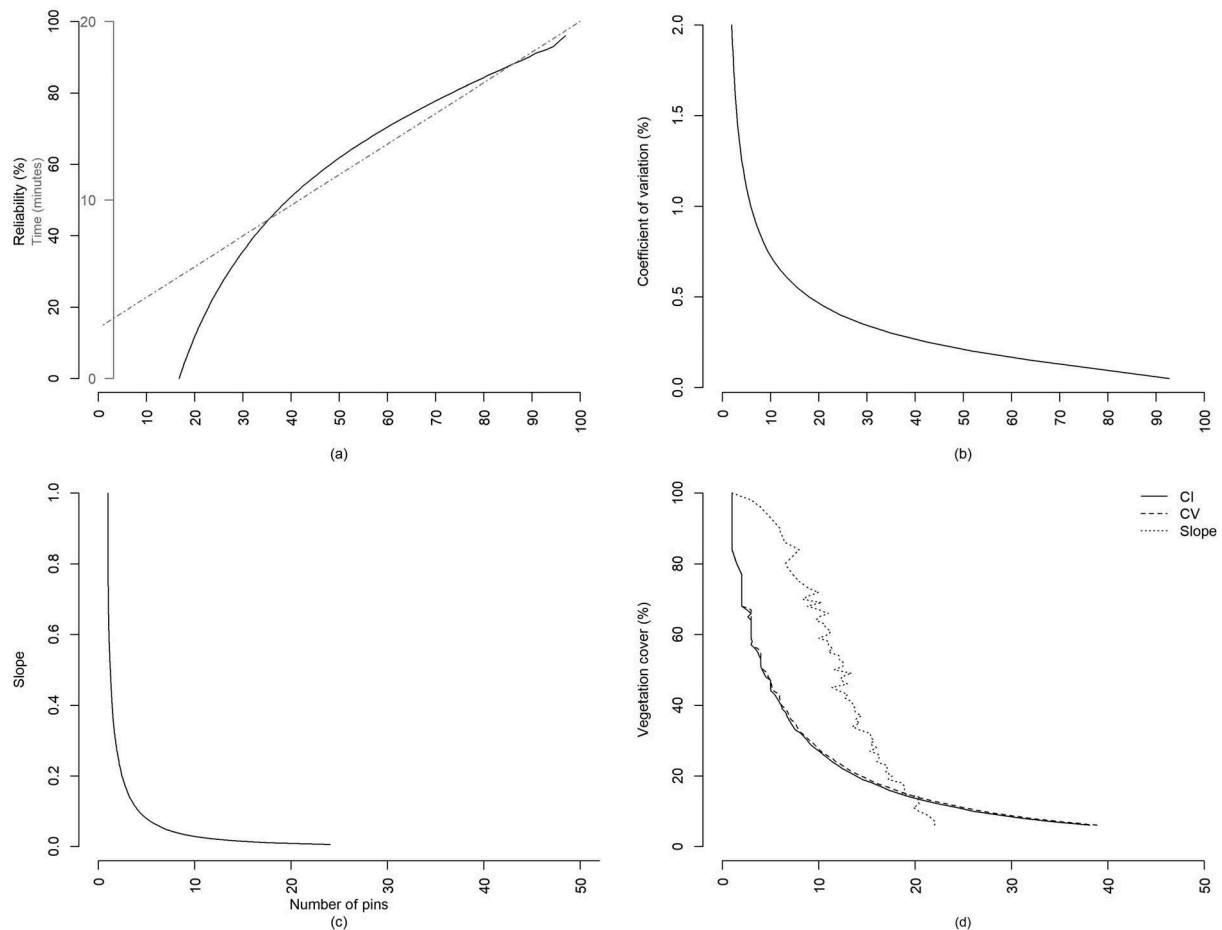 Reliability (%)
Time (minutes)
0 20 40 60 80 100
0 10 20
0 10 20 30 40 50 60 70 80 90 100
(a)
Coefficient of variation (%)
0.0 0.5 1.0 1.5 2.0
0 10 20 30 40 50 60 70 80 90 100
(b)
Slope
0.0 0.2 0.4 0.6 0.8 1.0
0 10 20 30 40 50
Number of pins
(c)
Vegetation cover (%)
0 20 40 60 80 100
CI
CV
Slope
0 10 20 30 40 50
(d)